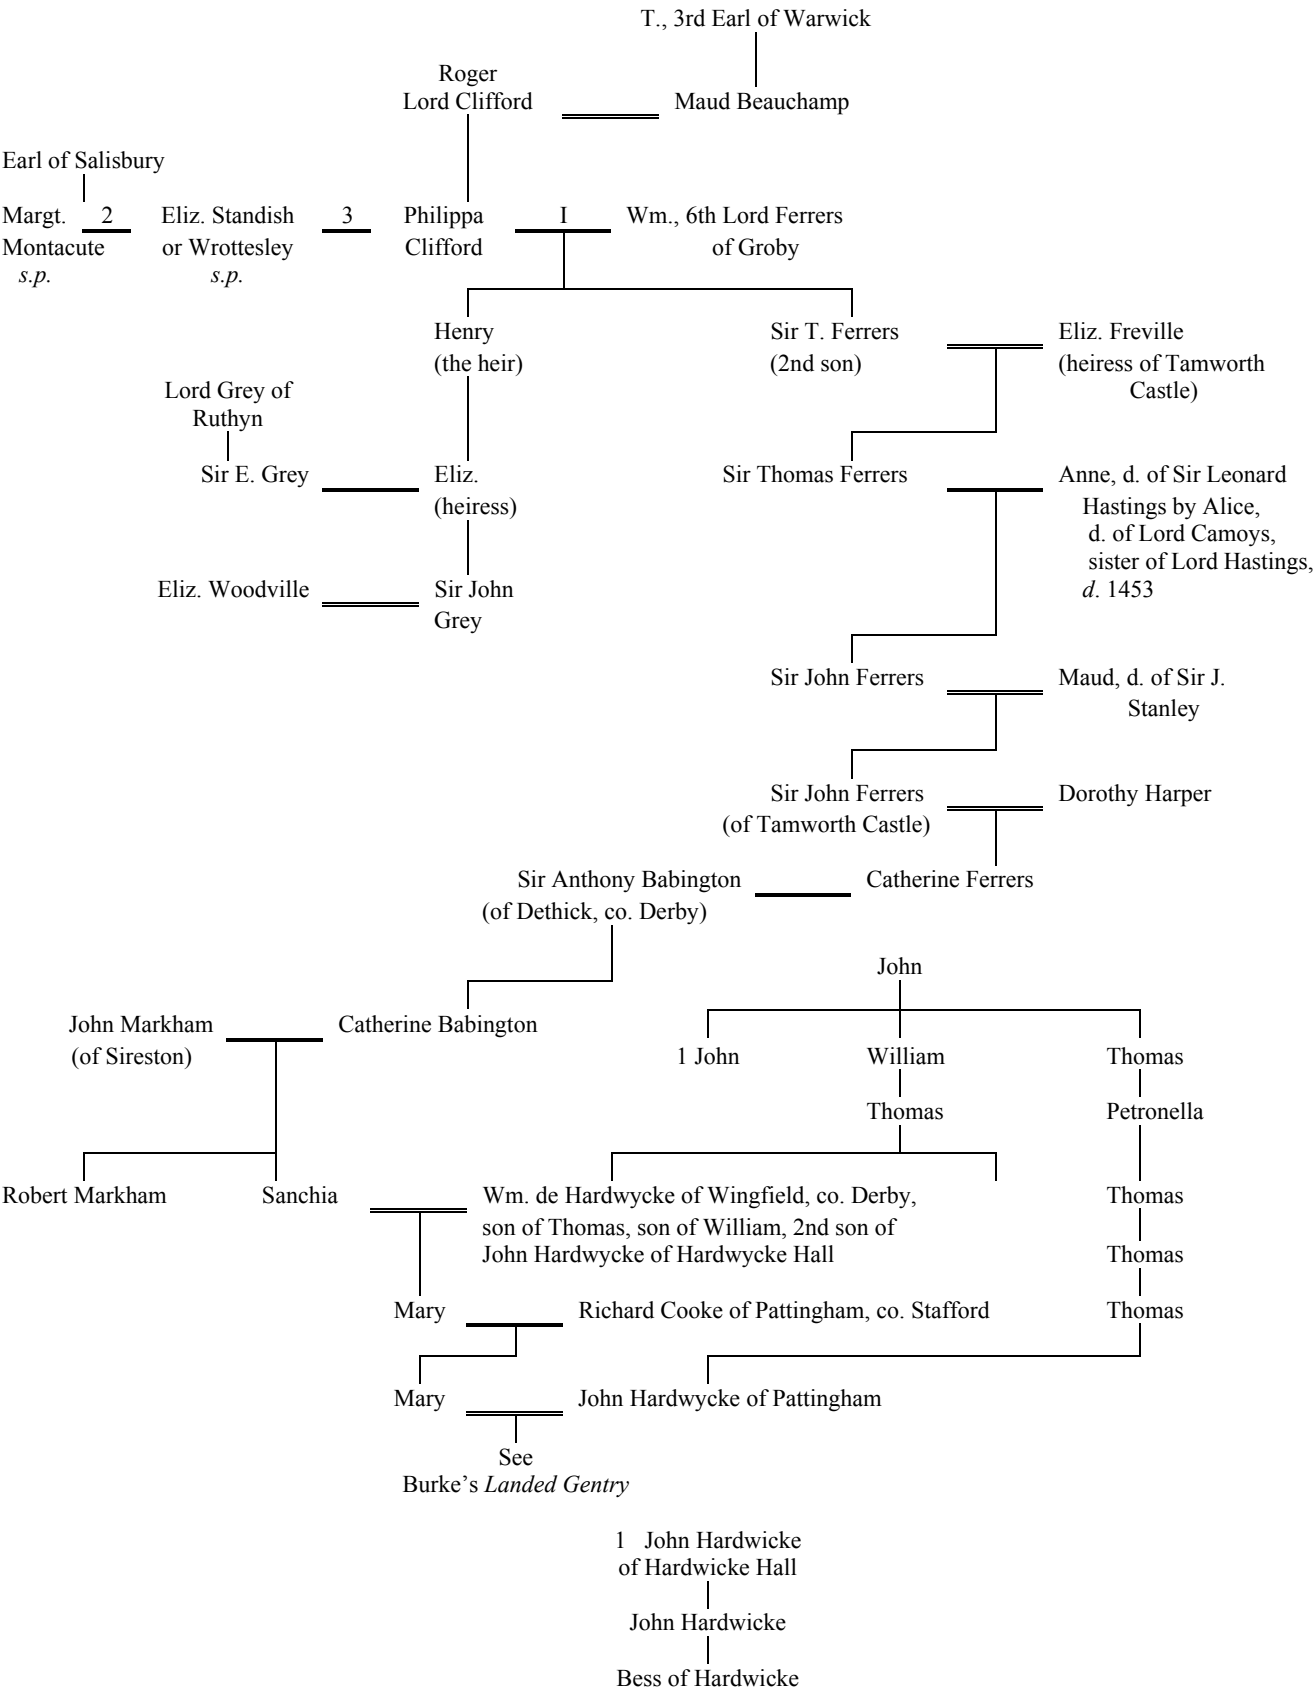 T., 3rd Earl of Warwick
Roger
Lord Clifford
Maud Beauchamp
Earl of Salisbury
Margt.
Montacute
s.p.
2
Eliz. Standish
or Wrottesley
s.p.
3
Philippa
Clifford
I
Wm., 6th Lord Ferrers
of Groby
Henry
(the heir)
Sir T. Ferrers
(2nd son)
Eliz. Freville
(heiress of Tamworth
Castle)
Lord Grey of
Ruthyn
Sir E. Grey
Eliz.
(heiress)
Sir Thomas Ferrers
Anne, d. of Sir Leonard
Hastings by Alice,
d. of Lord Camoys,
sister of Lord Hastings,
d. 1453
Eliz. Woodville
Sir John
Grey
Sir John Ferrers
Maud, d. of Sir J.
Stanley
Sir John Ferrers
(of Tamworth Castle)
Dorothy Harper
Sir Anthony Babington
(of Dethick, co. Derby)
Catherine Ferrers
John
John Markham
(of Sireston)
Catherine Babington
1 John
William
Thomas
Thomas
Petronella
Robert Markham
Sanchia
Wm. de Hardwycke of Wingfield, co. Derby,
son of Thomas, son of William, 2nd son of
John Hardwycke of Hardwycke Hall
Thomas
Thomas
Mary
Richard Cooke of Pattingham, co. Stafford
Thomas
Mary
John Hardwycke of Pattingham
See
Burke’s Landed Gentry
1 John Hardwicke
of Hardwicke Hall
John Hardwicke
Bess of Hardwicke